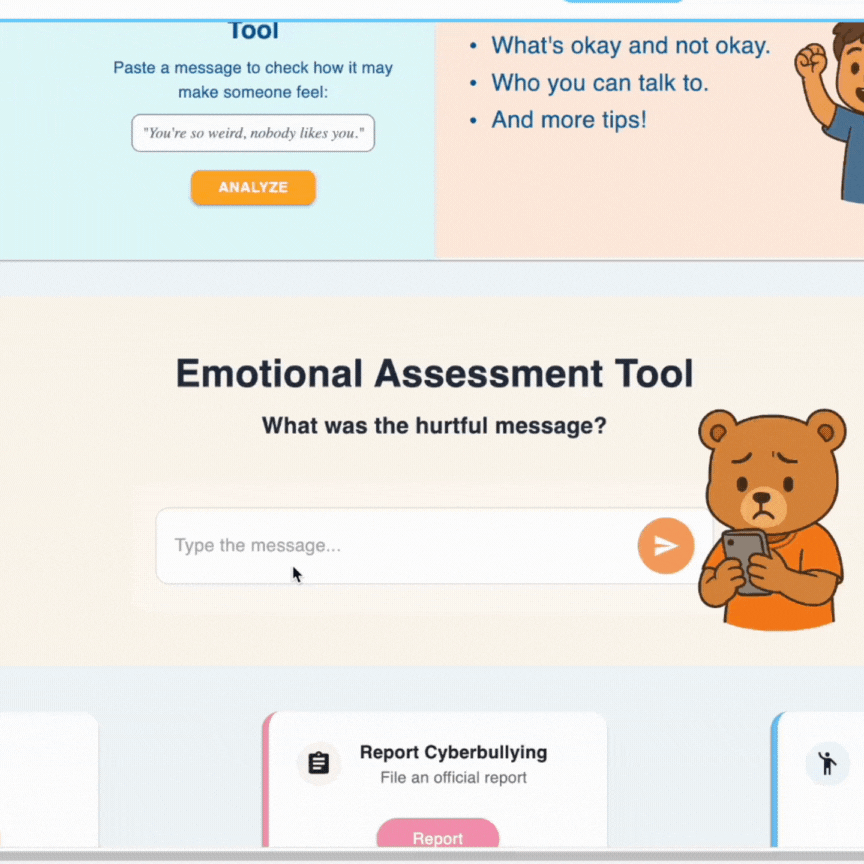 Tool
Paste a message to check how it may
make someone feel:
"You're so weird, nobody likes you."
ANALYZE
• What's okay and not okay.
• Who you can talk to.
• And more tips!
Emotional Assessment Tool
What was the hurtful message?
Type the message...
Report Cyberbullying
File an official report
Report